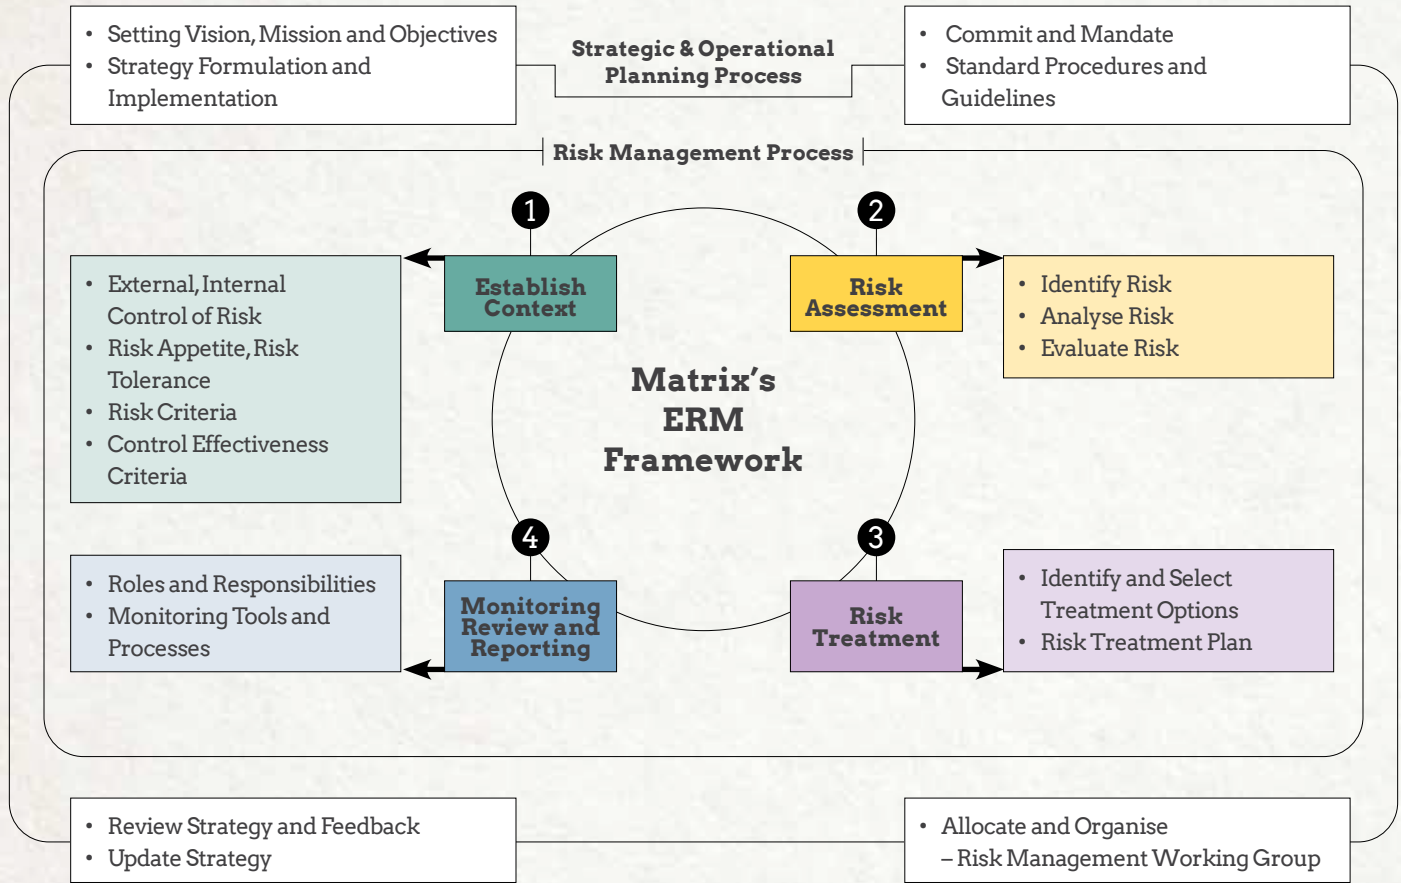 • Setting Vision, Mission and Objectives
• Strategy Formulation and
Implementation
Strategic & Operational
Planning Process
• Commit and Mandate
• Standard Procedures and
Guidelines
Risk Management Process
1
2
Establish
Context
Risk
Assessment
• External, Internal
Control of Risk
• Risk Appetite, Risk
Tolerance
• Risk Criteria
• Control Effectiveness
Criteria
• Identify Risk
• Analyse Risk
• Evaluate Risk
Matrix’s
ERM
Framework
4
3
• Roles and Responsibilities
• Monitoring Tools and
Processes
Monitoring
Review and
Reporting
Risk
Treatment
• Identify and Select
Treatment Options
• Risk Treatment Plan
• Review Strategy and Feedback
• Update Strategy
• Allocate and Organise
– Risk Management Working Group